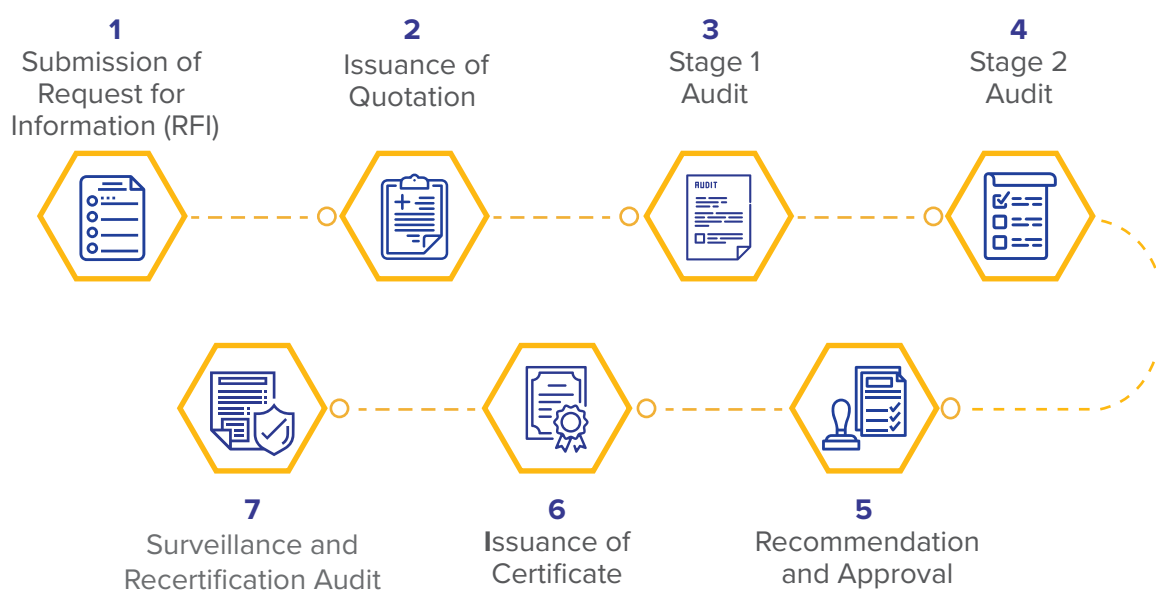 1
Submission of
Request for
Information (RFI)
2
Issuance of
Quotation
3
Stage 1
Audit
4
Stage 2
Audit
AUDIT
5
Recommendation
and Approval
6
Issuance of
Certificate
7
Surveillance and
Recertification Audit